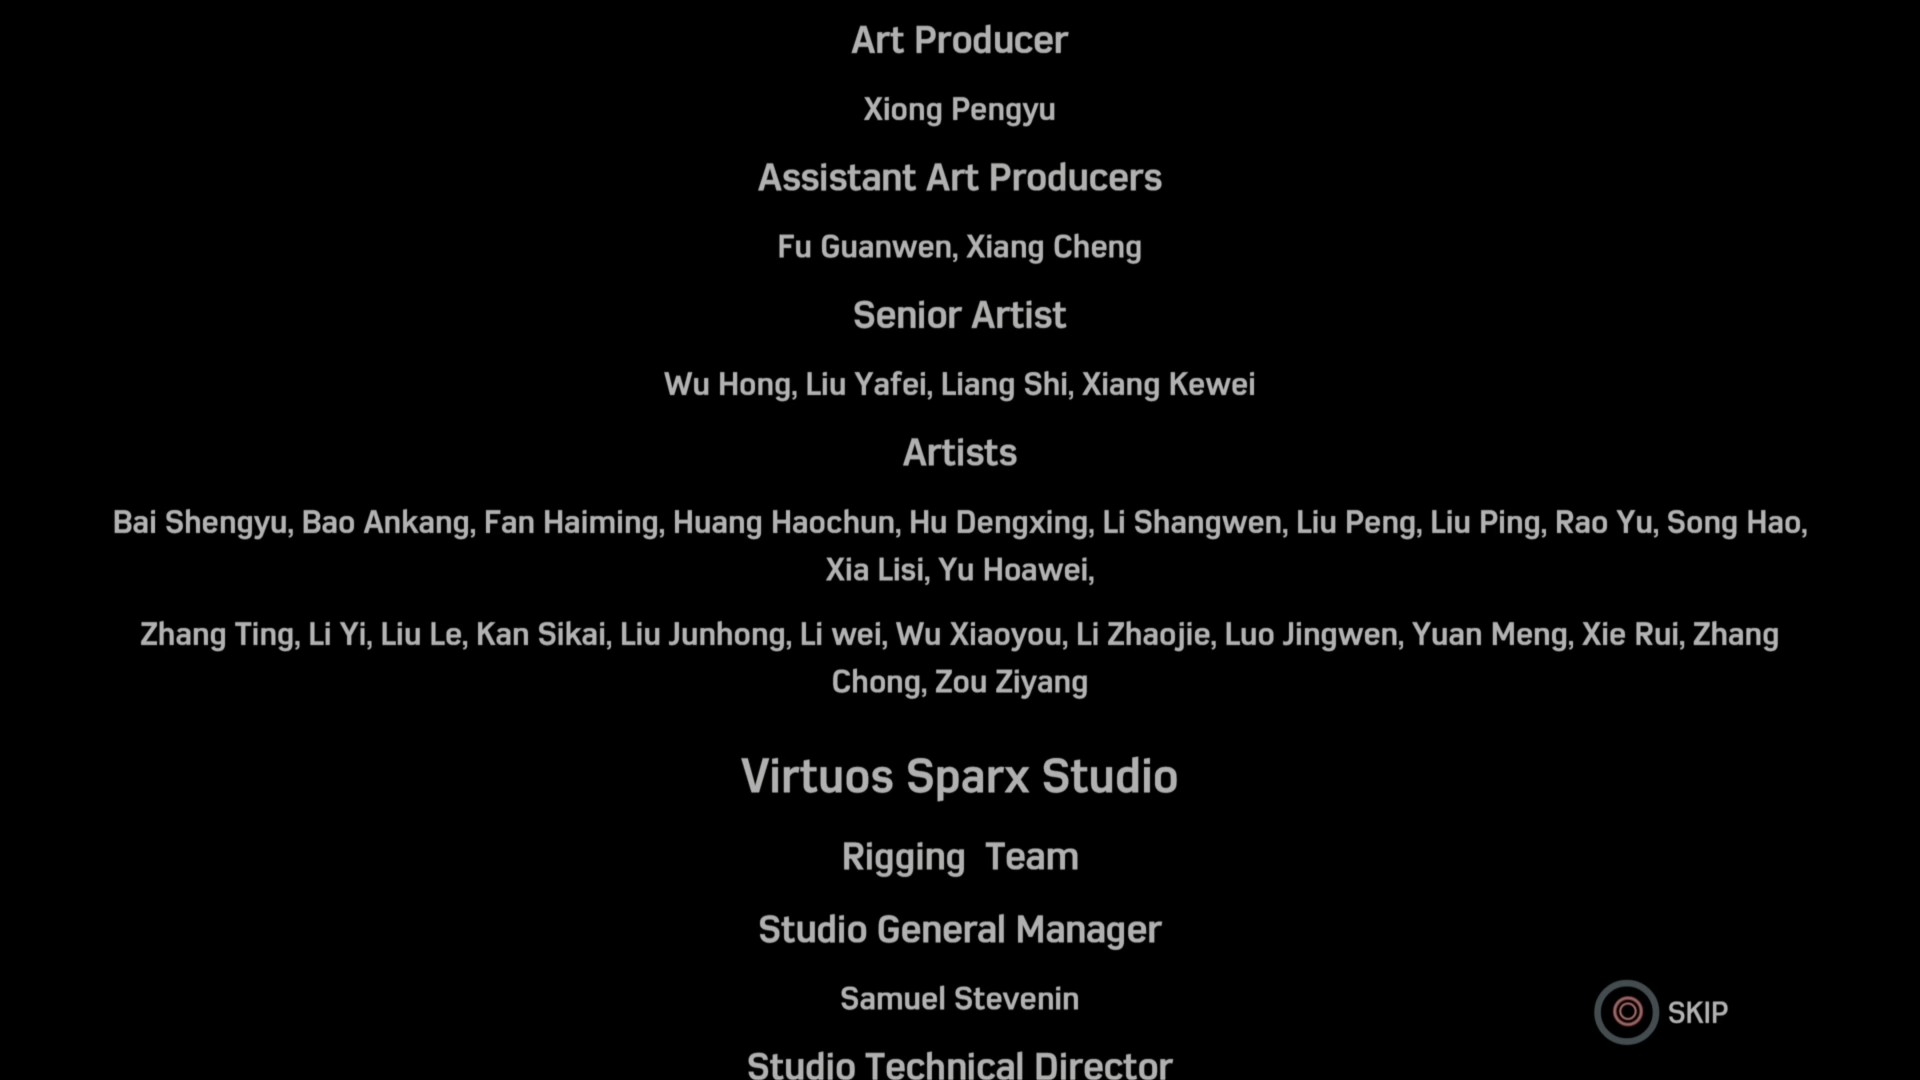 Art Producer
Xiong Pengyu
Assistant Art Producers
Fu Guanwen, Xiang Cheng
Senior Artist
Wu Hong, Liu Yafei, Liang Shi, Xiang Kewei
Artists
Bai Shengyu, Bao Ankang, Fan Haiming, Huang Haochun, Hu Dengxing, Li Shangwen, Liu Peng, Liu Ping, Rao Yu, Song Hao,
Xia Lisi, Yu Hoawei,
Zhang Ting, Li Yi, Liu Le, Kan Sikai, Liu Junhong, Li wei, Wu Xiaoyou, Li Zhaojie, Luo Jingwen, Yuan Meng, Xie Rui, Zhang
Chong, Zou Ziyang
Virtuos Sparx Studio
Rigging  Team
Studio General Manager
Samuel Stevenin
SKIP
Studio Technical Director